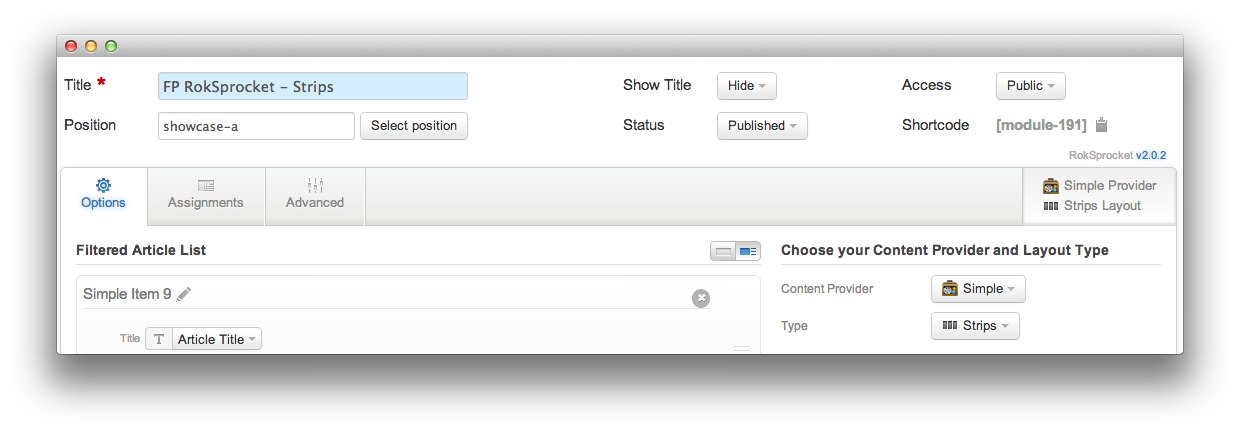 Title * FP RokSprocket – Strips Show Title Hide Access Public
Position showcase-a Select position Status Published Shortcode [module-191]
RokSprocket v2.0.2
Options Assignments Advanced Simple Provider
Strips Layout
Filtered Article List Choose your Content Provider and Layout Type
Simple Item 9 Content Provider Simple
Title T Article Title Type Strips